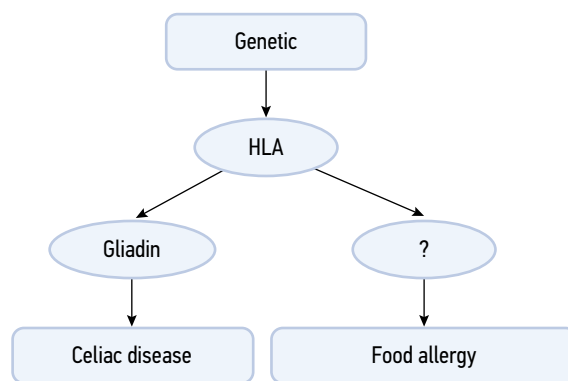 Genetic
HLA
Gliadin
?
Celiac disease
Food allergy